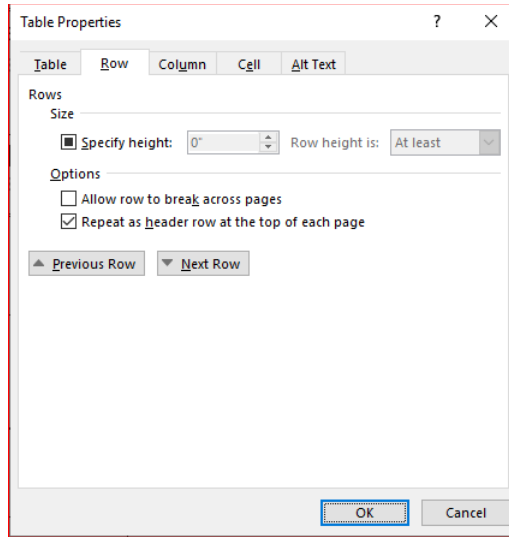 Table Properties ?
Table Row Column Cell Alt Text
Rows
Size
Specify height: 0" Row height is: At least
Options
Allow row to break across pages
Repeat as header row at the top of each page
Previous Row Next Row
OK Cancel